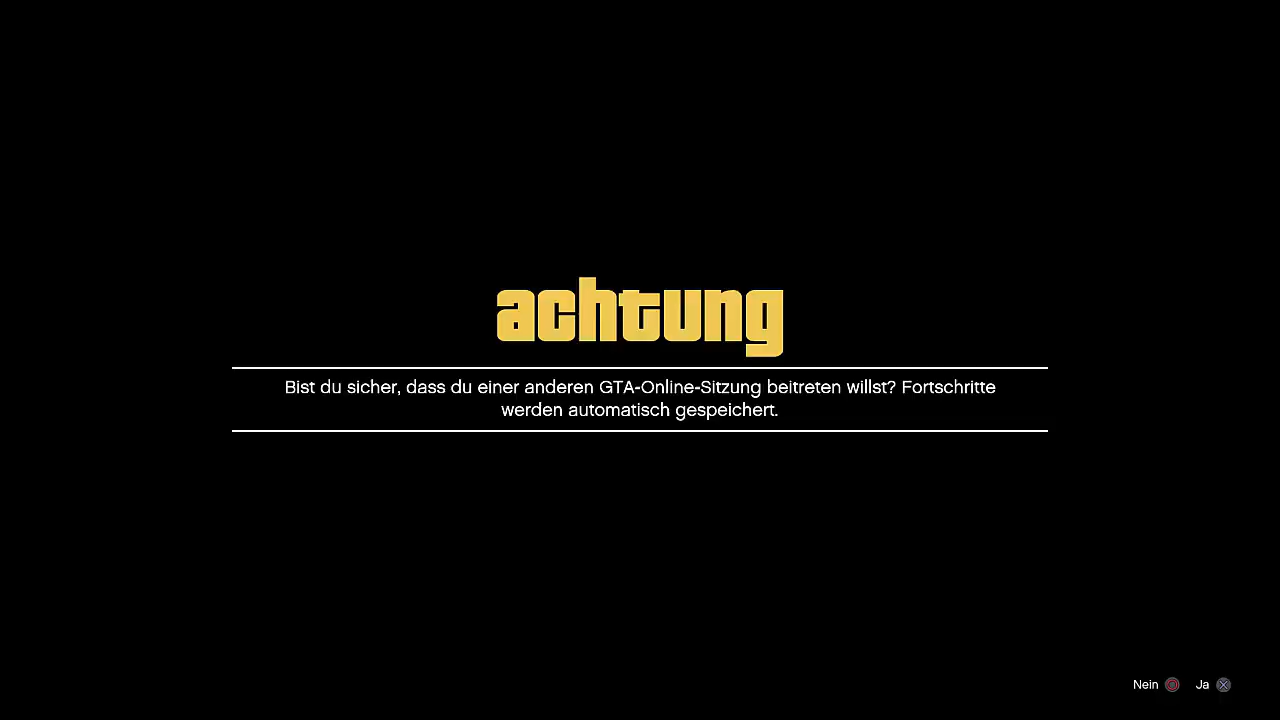 achtung
Bist du sicher, dass du einer anderen GTA-Online-Sitzung beitreten willst? Fortschritte
werden automatisch gespeichert.
Nein Ja